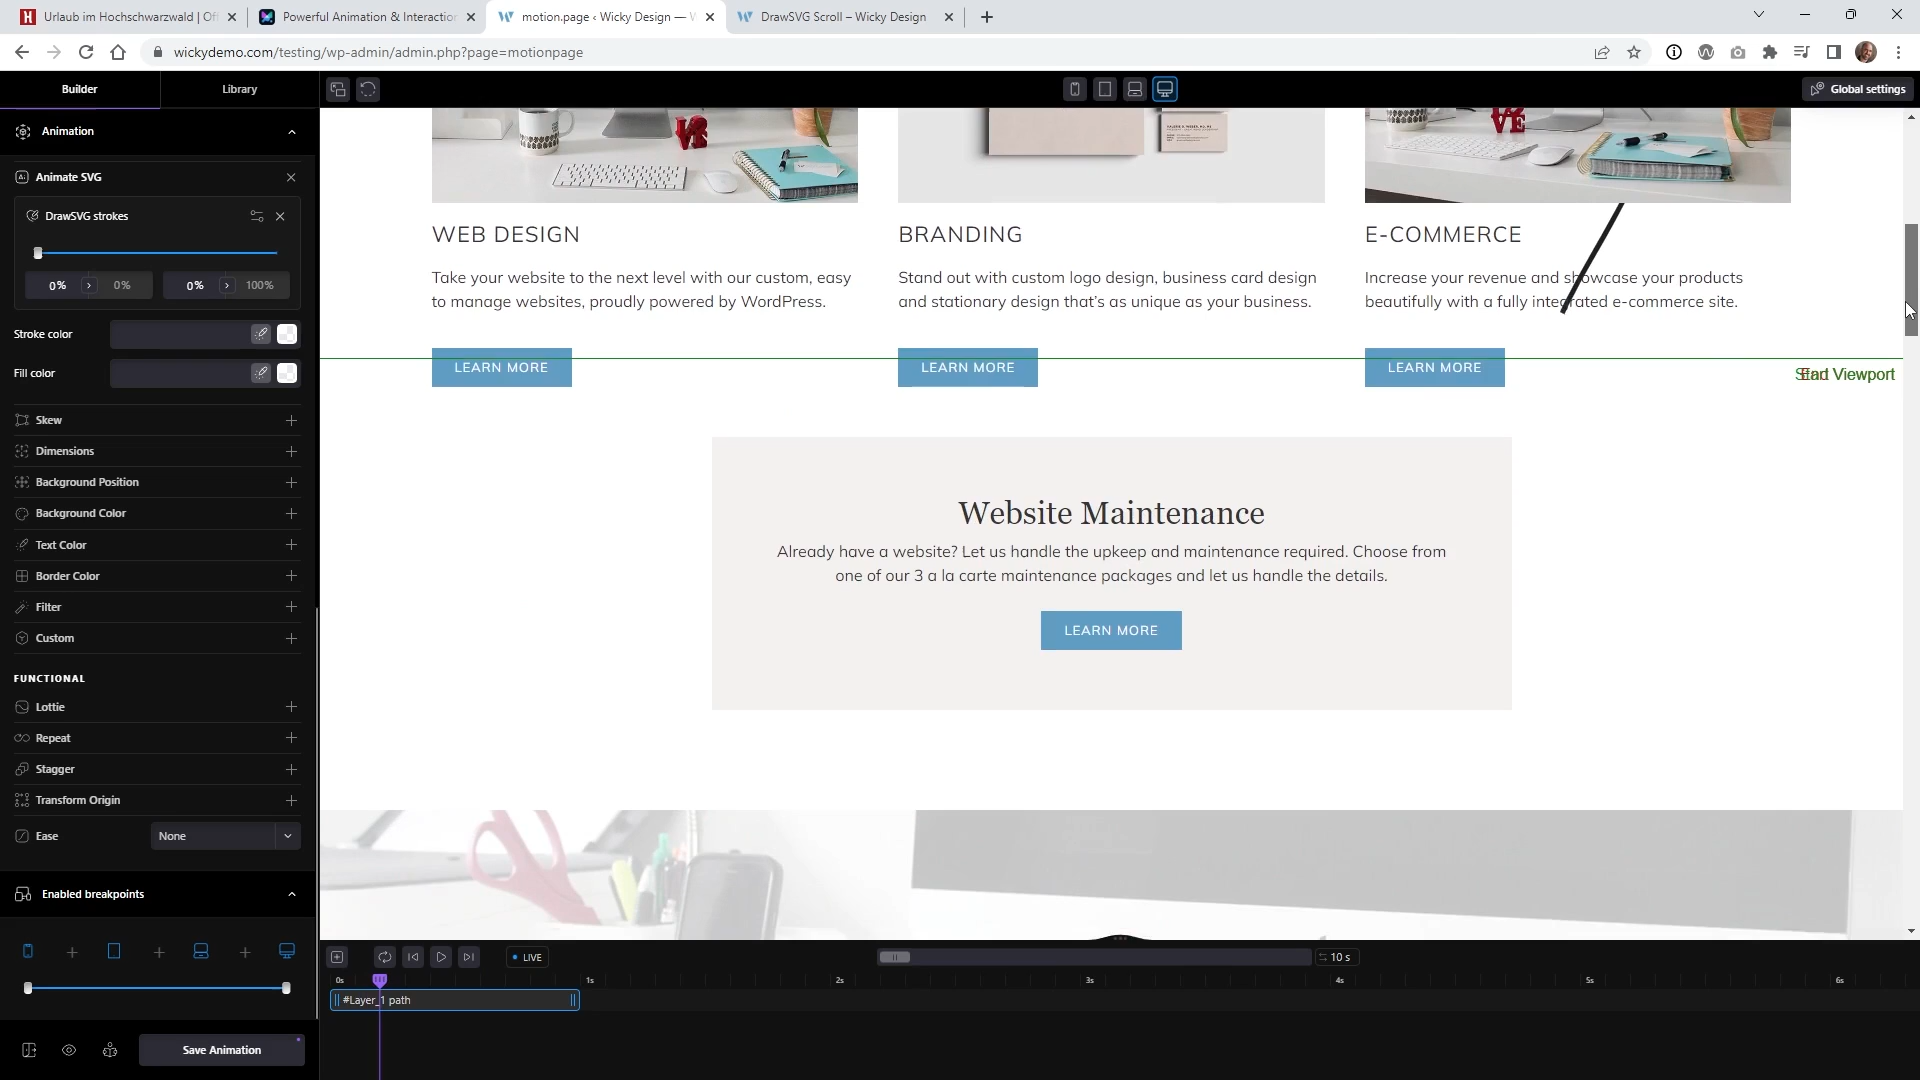 Urlaub im Hochschwarzwald | Of
Powerful Animation & Interaction
motion.page ‹ Wicky Design — W
DrawSVG Scroll – Wicky Design
wickydemo.com/testing/wp-admin/admin.php?page=motionpage
Builder
Library
Global settings
Animation
Animate SVG
DrawSVG strokes
0%
0%
0%
100%
Stroke color
Fill color
Skew
Dimensions
Background Position
Background Color
Text Color
Border Color
Filter
Custom
FUNCTIONAL
Lottie
Repeat
Stagger
Transform Origin
Ease
None
Enabled breakpoints
Save Animation
WEB DESIGN
Take your website to the next level with our custom, easy
to manage websites, proudly powered by WordPress.
LEARN MORE
BRANDING
Stand out with custom logo design, business card design
and stationary design that's as unique as your business.
LEARN MORE
E-COMMERCE
Increase your revenue and showcase your products
beautifully with a fully integrated e-commerce site.
LEARN MORE
Viewport
Website Maintenance
Already have a website? Let us handle the upkeep and maintenance required. Choose from
one of our 3 a la carte maintenance packages and let us handle the details.
LEARN MORE
LIVE
10 s
0s
1s
2s
3s
4s
5s
6s
#Layer_1 path